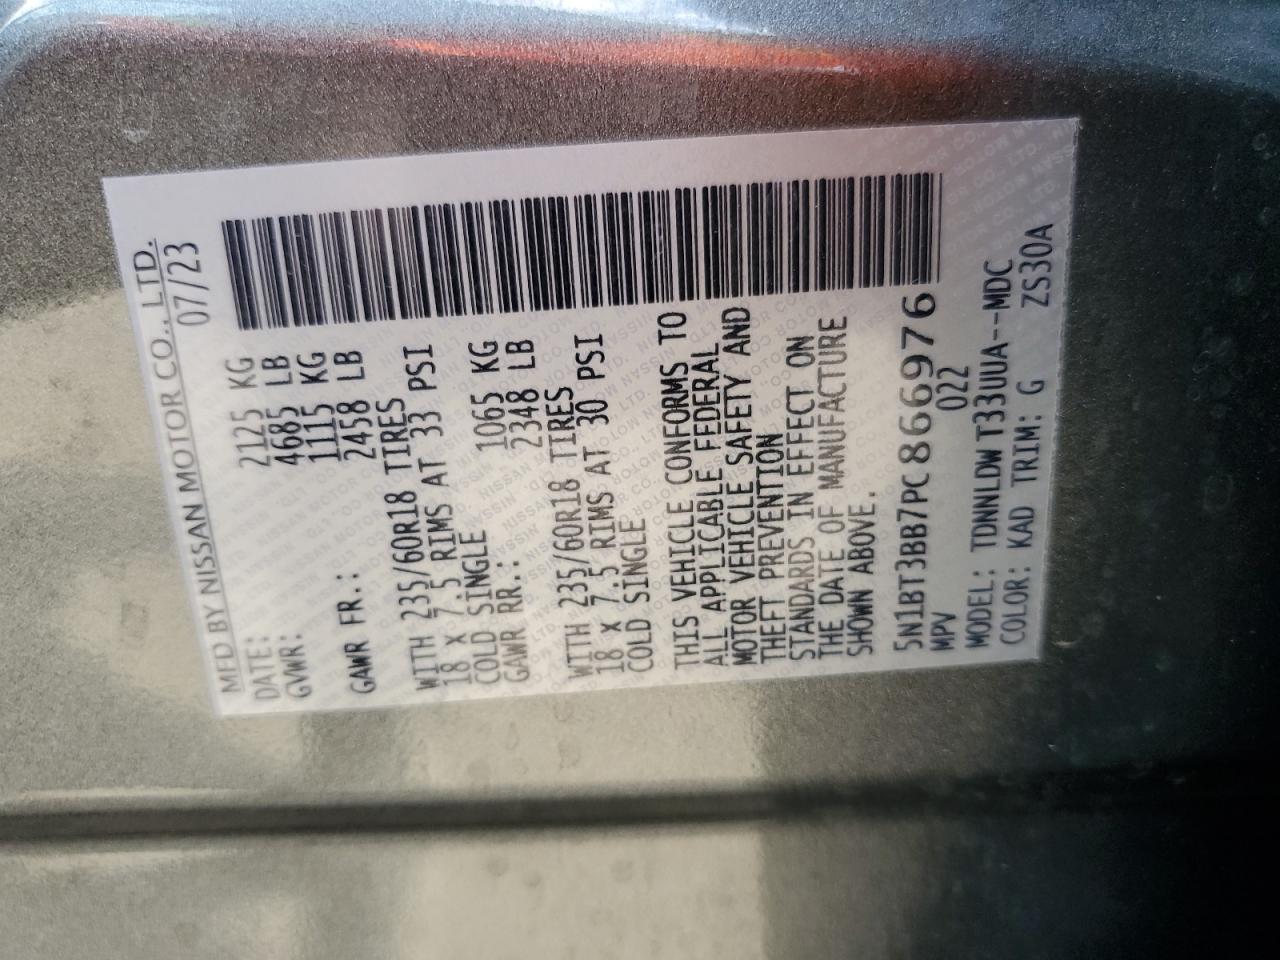 MFD BY NISSAN MOTOR CO., LTD.
DATE: 07/23
GVWR: 2125 KG
4685 LB
1115 KG
GAWR FR.: 2458 LB
WITH 235/60R18 TIRES
18 X 7.5 RIMS AT 33 PSI
COLD SINGLE 1065 KG
GAWR RR.: 2348 LB
WITH 235/60R18 TIRES
18 X 7.5 RIMS AT 30 PSI
COLD SINGLE
THIS VEHICLE CONFORMS TO
ALL APPLICABLE FEDERAL
MOTOR VEHICLE SAFETY AND
THEFT PREVENTION
STANDARDS IN EFFECT ON
THE DATE OF MANUFACTURE
SHOWN ABOVE.
5N1BT3BB7PC866976
MPV 022
MODEL: TDNNLDW T33UUA--MDC
COLOR: KAD TRIM: G ZS30A